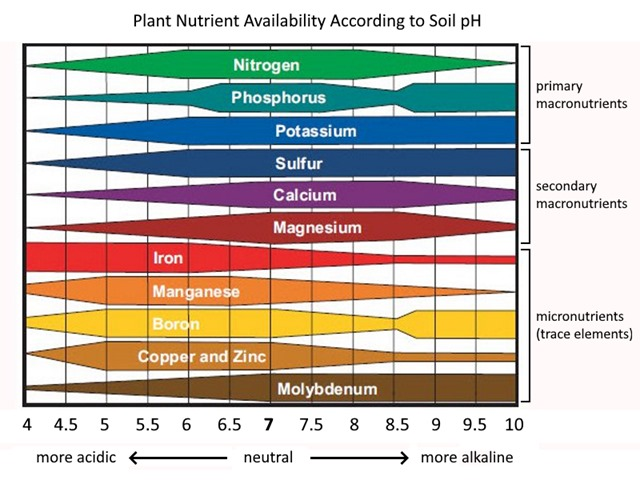 Plant Nutrient Availability According to Soil pH
Nitrogen
Phosphorus
Potassium
primary
macronutrients
Sulfur
Calcium
Magnesium
secondary
macronutrients
Iron
Manganese
Boron
Copper and Zinc
Molybdenum
micronutrients
(trace elements)
4 4.5 5 5.5 6 6.5 7 7.5 8 8.5 9 9.5 10
more acidic neutral more alkaline